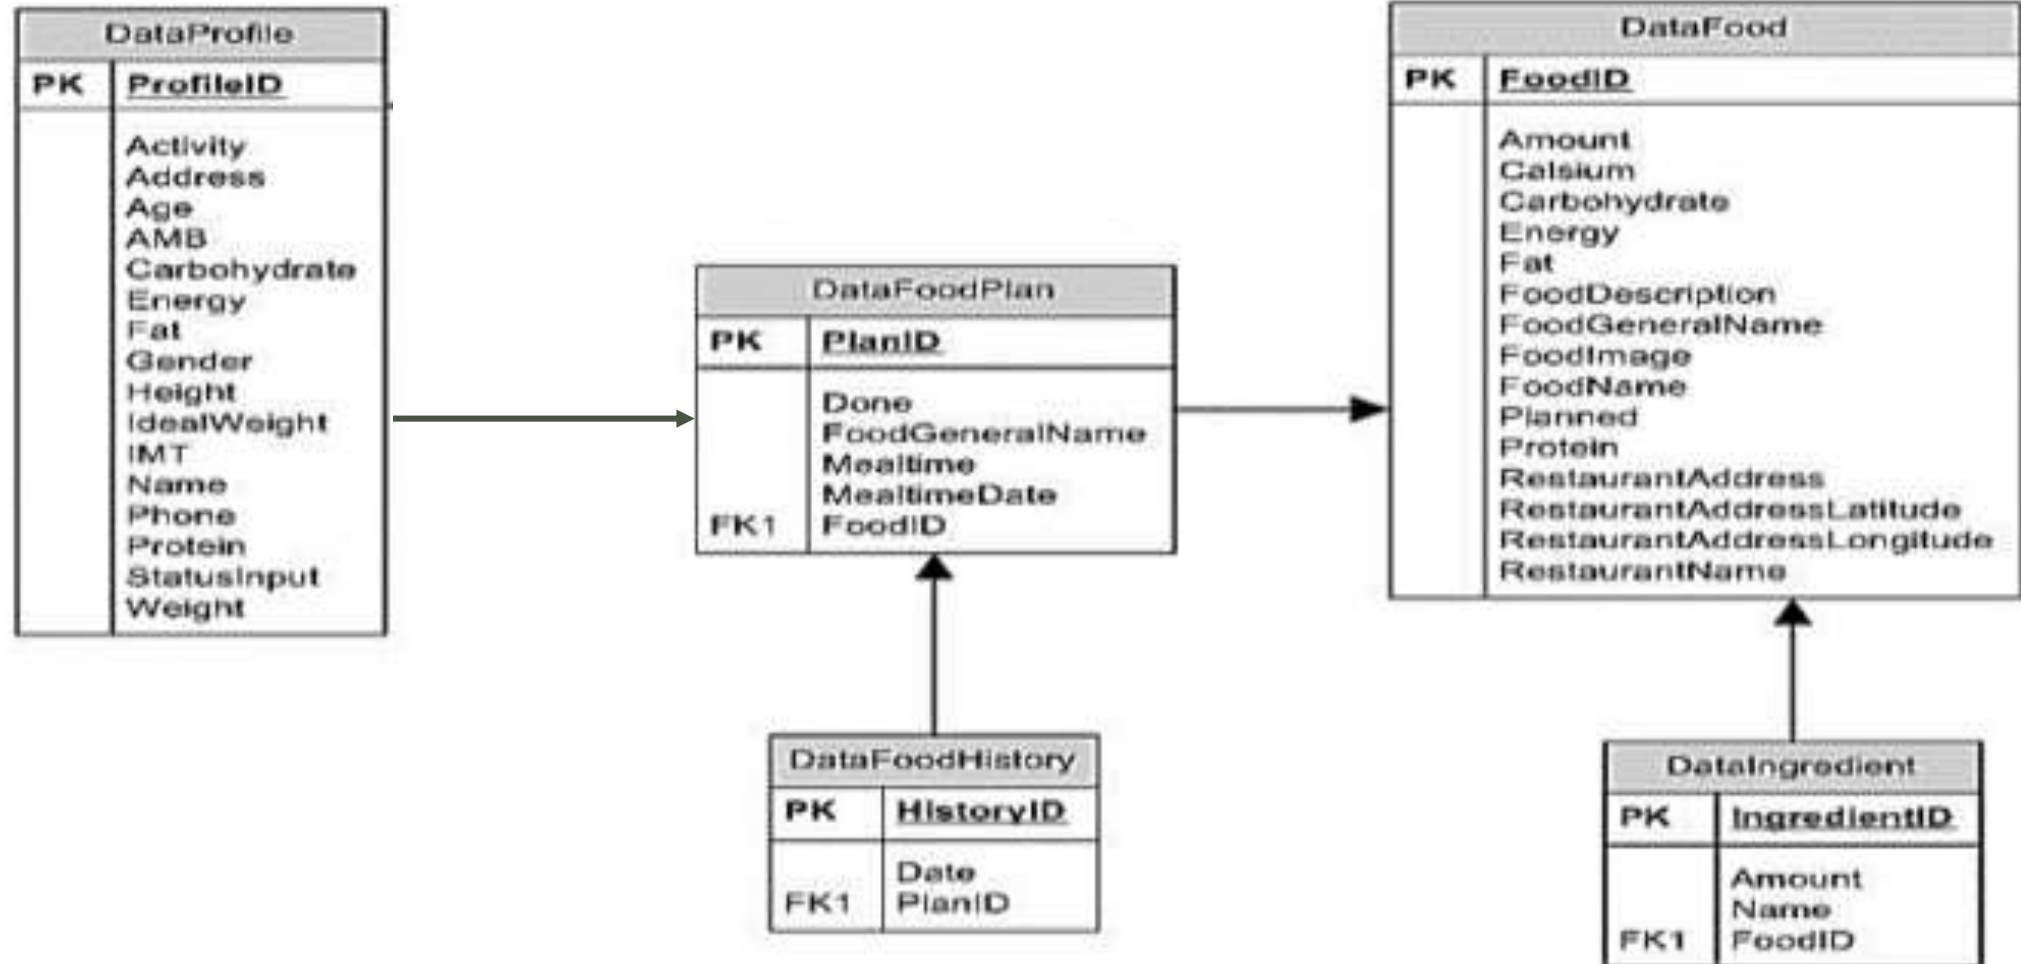 DataProfile
PK ProfileID
Activity
Address
Age
AMB
Carbohydrate
Energy
Fat
Gender
Height
IdealWeight
IMT
Name
Phone
Protein
StatusInput
Weight
DataFoodPlan
PK PlanID
Done
FoodGeneralName
Mealtime
MealtimeDate
FK1 FoodID
DataFoodHistory
PK HistoryID
Date
FK1 PlanID
DataFood
PK FoodID
Amount
Calsium
Carbohydrate
Energy
Fat
FoodDescription
FoodGeneralName
FoodImage
FoodName
Planned
Protein
RestaurantAddress
RestaurantAddressLatitude
RestaurantAddressLongitude
RestaurantName
DataIngredient
PK IngredientID
Amount
Name
FK1 FoodID